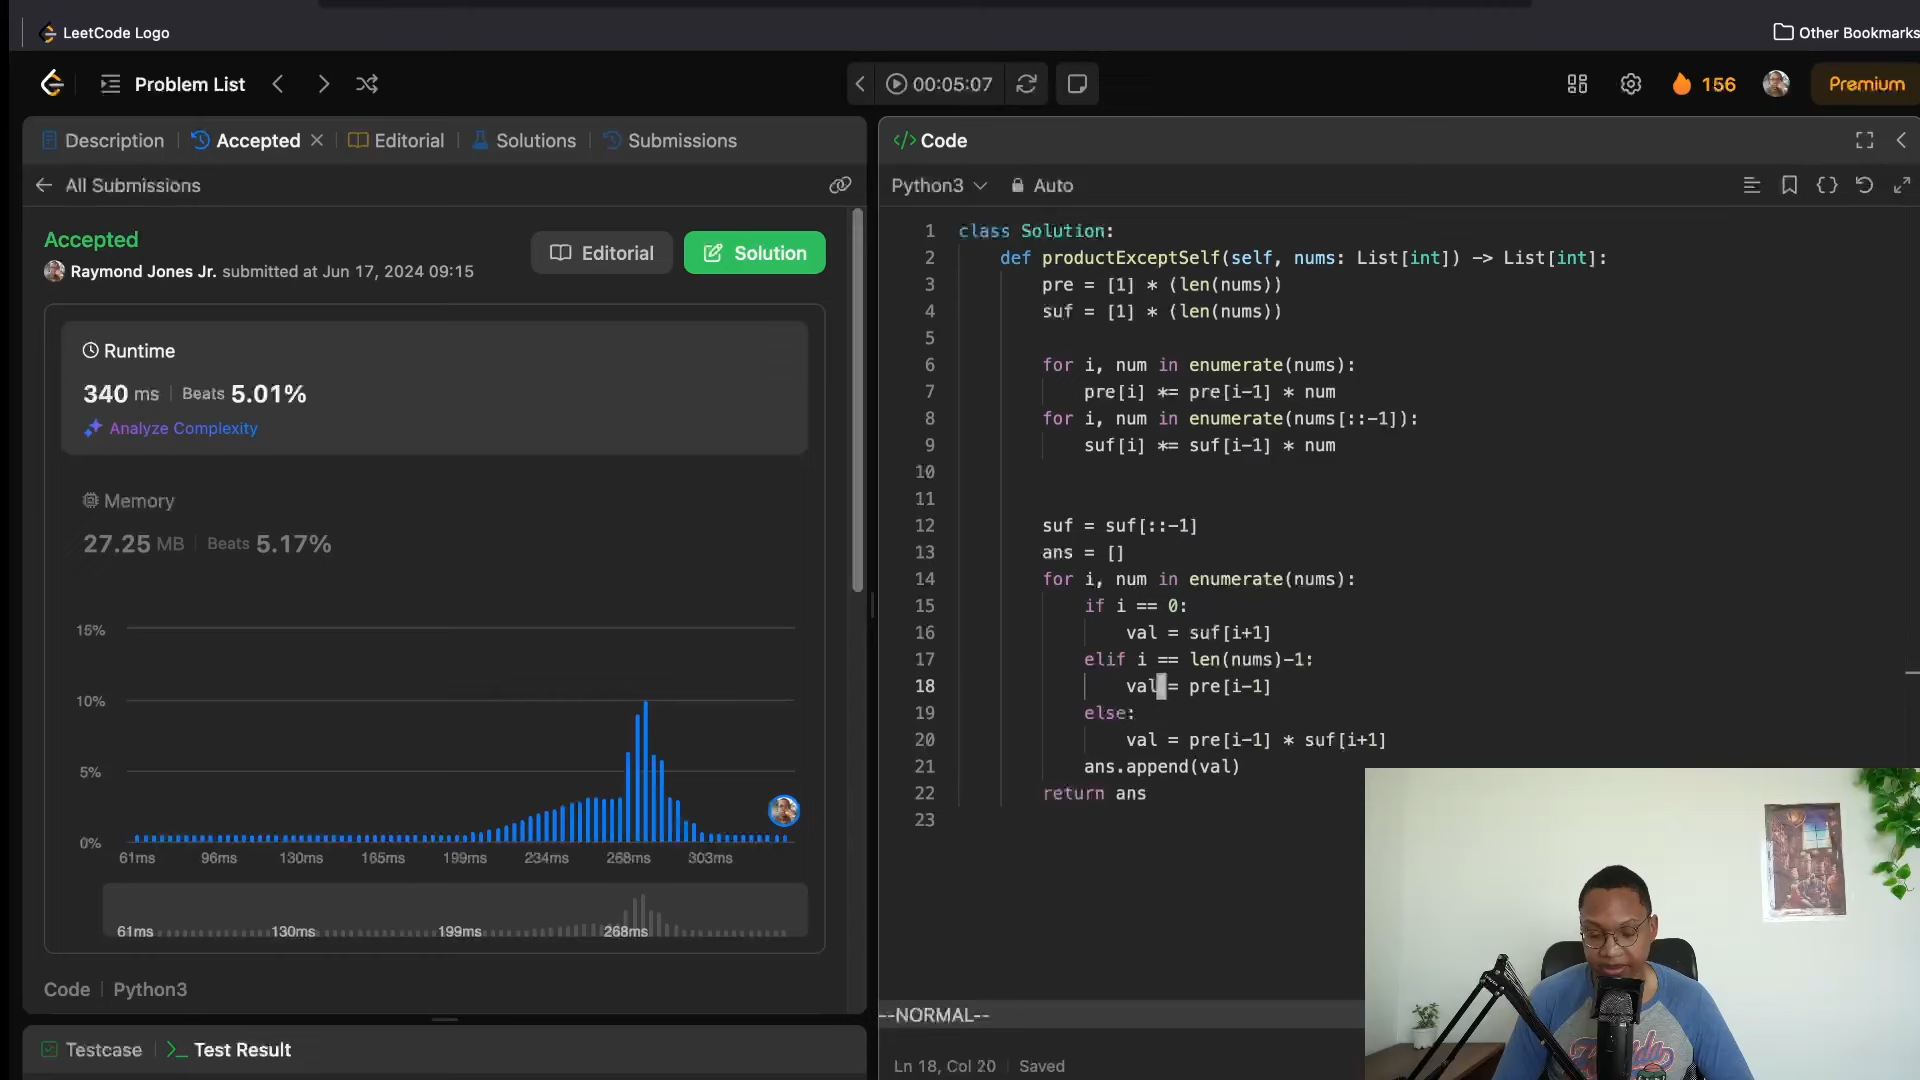 LeetCode Logo
Other Bookmarks
Problem List
00:05:07
156
Premium
Description
Accepted
Editorial
Solutions
Submissions
All Submissions
Accepted
Editorial
Solution
Raymond Jones Jr. submitted at Jun 17, 2024 09:15
Runtime
340 ms | Beats 5.01%
Analyze Complexity
Memory
27.25 MB | Beats 5.17%
15%
10%
5%
0%
61ms 96ms 130ms 165ms 199ms 234ms 268ms 303ms
61ms 130ms 199ms 268ms
Code | Python3
Testcase
Test Result
</> Code
Python3
Auto
1 class Solution:
2 def productExceptSelf(self, nums: List[int]) -> List[int]:
3 pre = [1] * (len(nums))
4 suf = [1] * (len(nums))
5
6 for i, num in enumerate(nums):
7 pre[i] *= pre[i-1] * num
8 for i, num in enumerate(nums[::-1]):
9 suf[i] *= suf[i-1] * num
10
11
12 suf = suf[::-1]
13 ans = []
14 for i, num in enumerate(nums):
15 if i == 0:
16 val = suf[i+1]
17 elif i == len(nums)-1:
18 val = pre[i-1]
19 else:
20 val = pre[i-1] * suf[i+1]
21 ans.append(val)
22 return ans
23
--NORMAL--
Ln 18, Col 20 | Saved